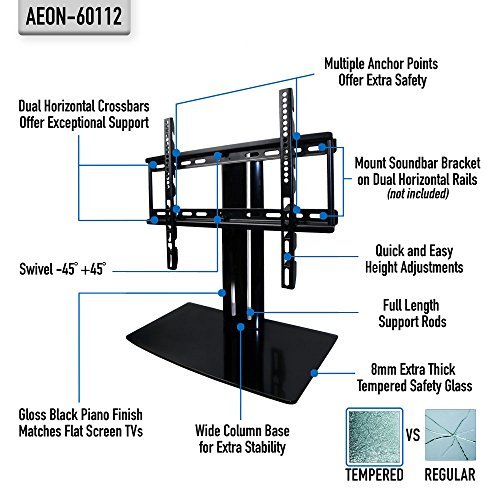 AEON-60112
Multiple Anchor Points
Offer Extra Safety
Dual Horizontal Crossbars
Offer Exceptional Support
Mount Soundbar Bracket
on Dual Horizontal Rails
(not included)
Swivel -45° +45°
Quick and Easy
Height Adjustments
Full Length
Support Rods
8mm Extra Thick
Tempered Safety Glass
Gloss Black Piano Finish
Matches Flat Screen TVs
Wide Column Base
for Extra Stability
VS
TEMPERED
REGULAR